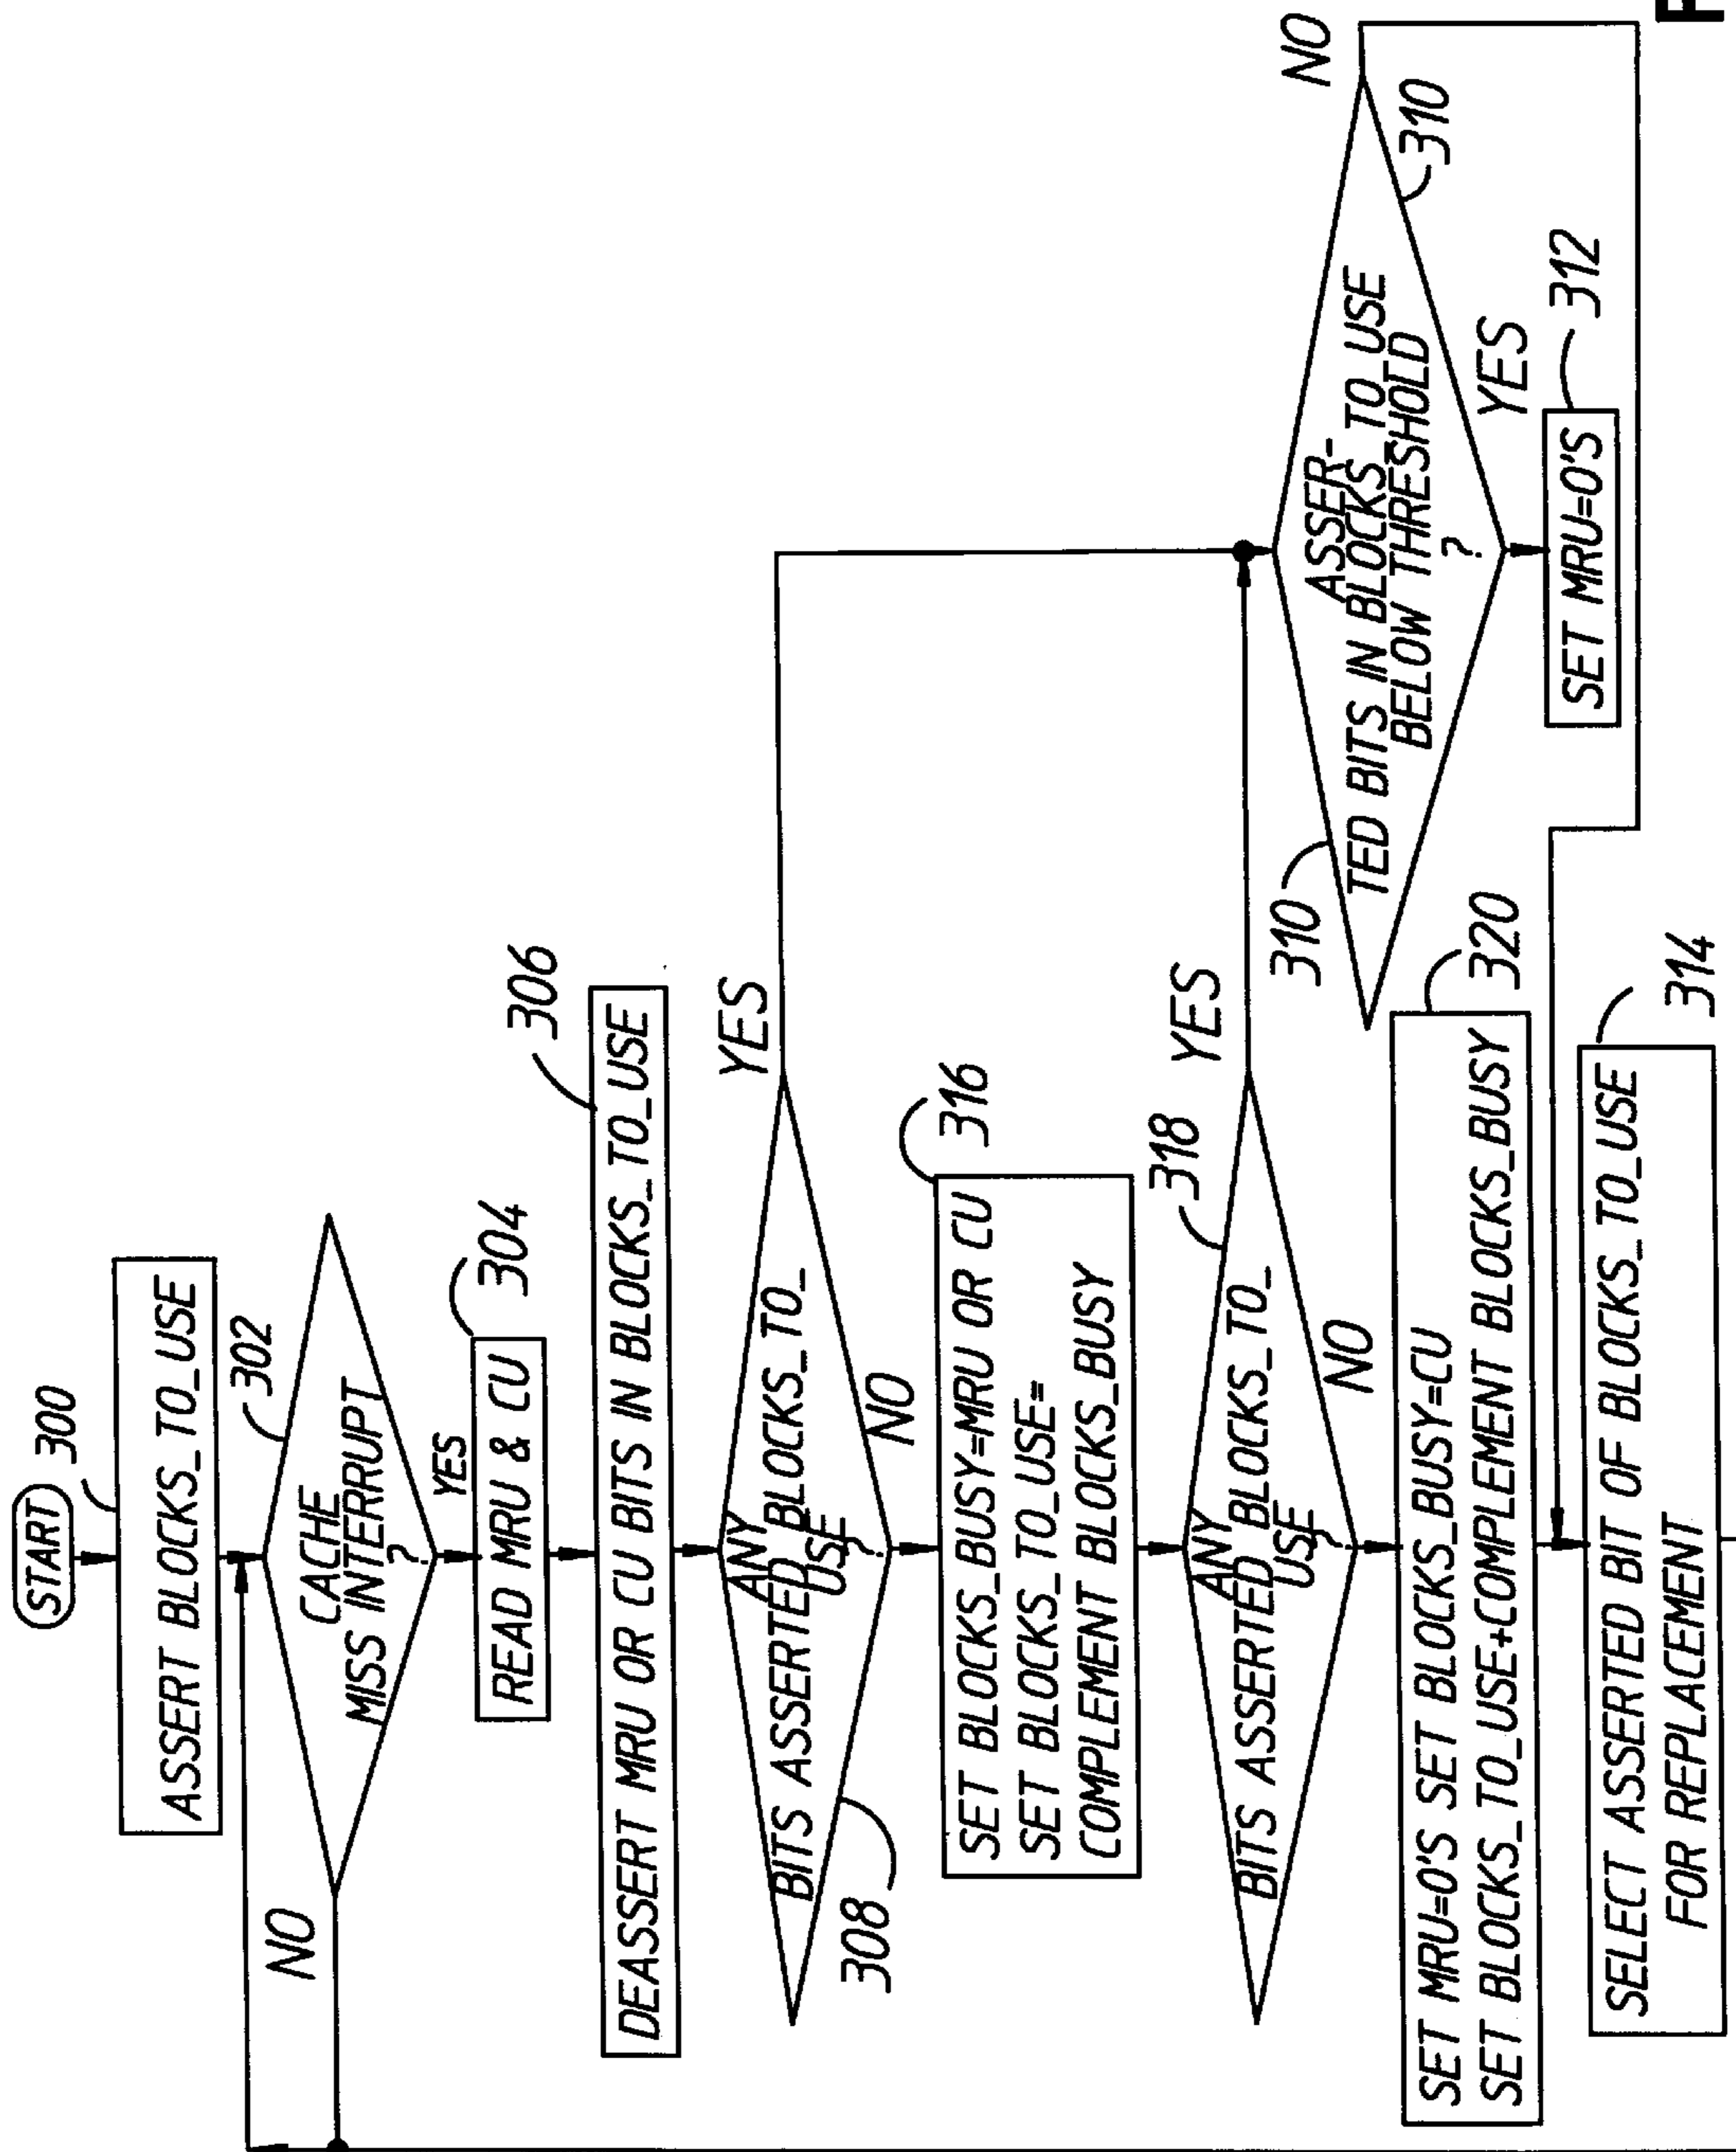 START
300
ASSERT BLOCKS_TO_USE
302
CACHE
MISS INTERRUPT
?
NO
YES
304
READ MRU & CU
306
DEASSERT MRU OR CU BITS IN BLOCKS_TO_USE
ANY
BITS ASSERTED BLOCKS_TO_
USE
?
308
YES
NO
316
SET BLOCKS_BUSY=MRU OR CU
SET BLOCKS_TO_USE=
COMPLEMENT BLOCKS_BUSY
318
ANY
BITS ASSERTED BLOCKS_TO_
USE
?
YES
NO
310
ASSER-
TED BITS IN BLOCKS_TO_USE
BELOW THRESHOLD
?
310
NO
YES
312
SET MRU=0'S
320
SET MRU=0'S SET BLOCKS_BUSY=CU
SET BLOCKS_TO_USE+COMPLEMENT BLOCKS_BUSY
314
SELECT ASSERTED BIT OF BLOCKS_TO_USE
FOR REPLACEMENT